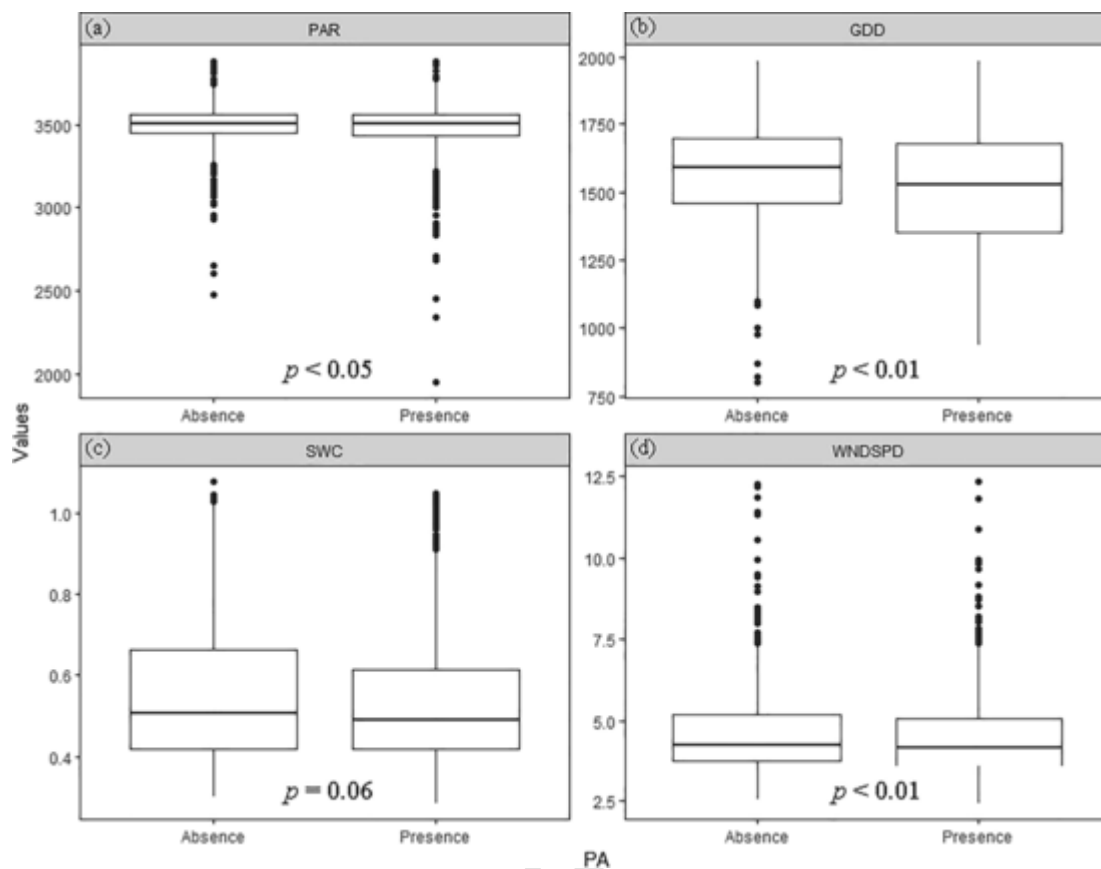 (a) PAR
(b) GDD
2000
3500
1750
3000
1500
1250
2500
1000
2000
750
p < 0.05
p < 0.01
Absence Presence
Absence Presence
Values
(c) SWC
(d) WNDSPD
12.5
1.0
10.0
0.8
7.5
0.6
5.0
0.4
2.5
p = 0.06
p < 0.01
Absence Presence
Absence Presence
PA